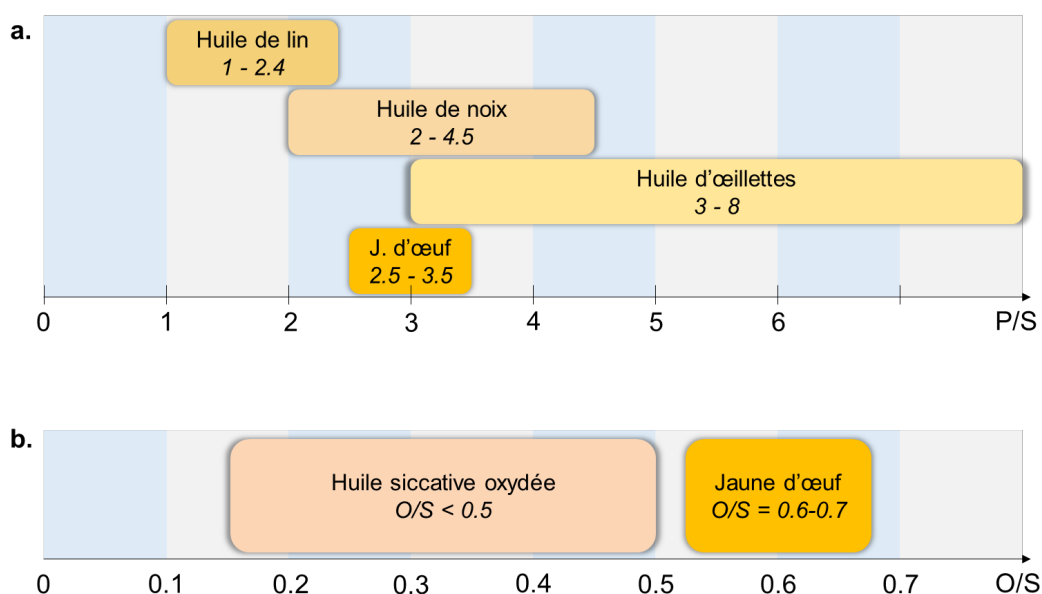 a.
Huile de lin
1 - 2.4
Huile de noix
2 - 4.5
Huile d'œillettes
3 - 8
J. d'œuf
2.5 - 3.5
0 1 2 3 4 5 6 P/S
b.
Huile siccative oxydée
O/S < 0.5
Jaune d'œuf
O/S = 0.6-0.7
0 0.1 0.2 0.3 0.4 0.5 0.6 0.7 O/S